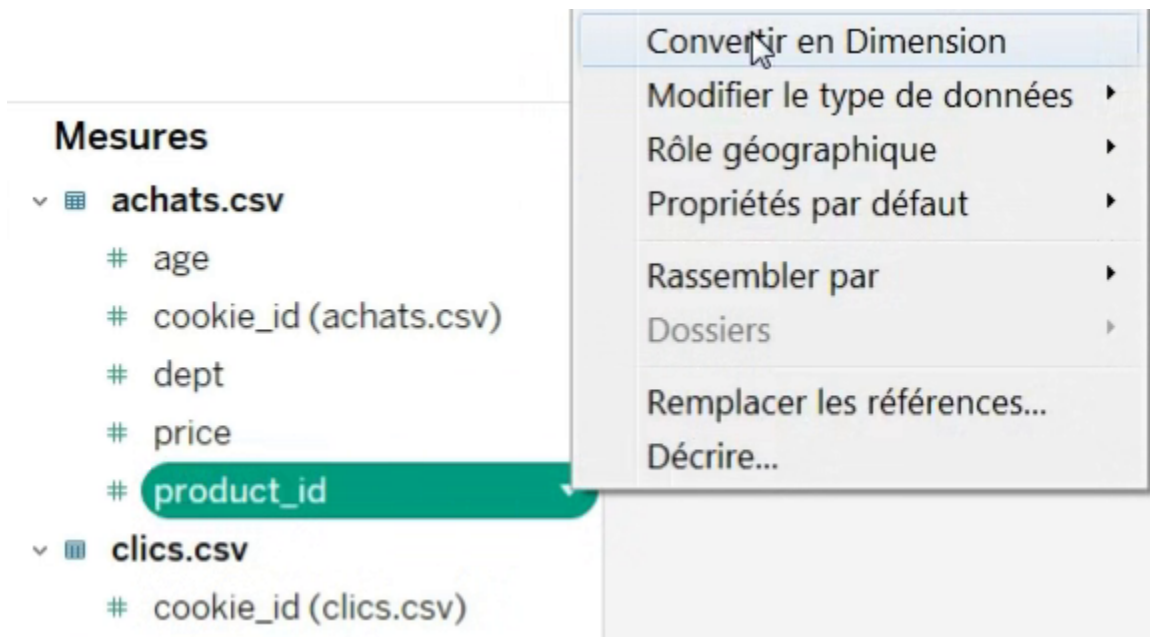 Convertir en Dimension
Modifier le type de données
Rôle géographique
Propriétés par défaut
Rassembler par
Dossiers
Remplacer les références...
Décrire...
Mesures
achats.csv
# age
# cookie_id (achats.csv)
# dept
# price
# product_id
clics.csv
# cookie_id (clics.csv)